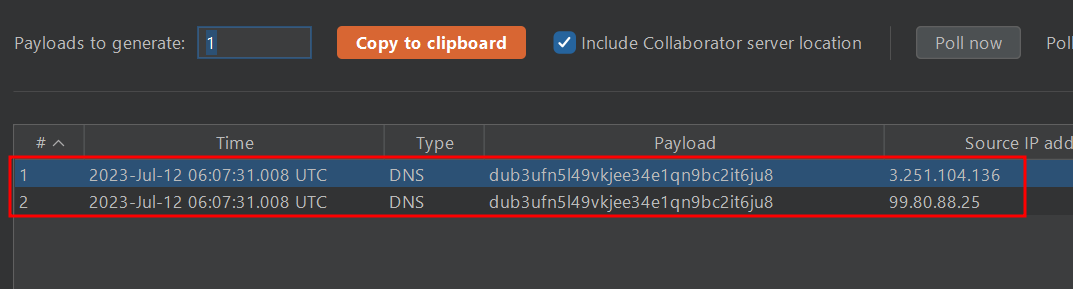 Payloads to generate: 1 Copy to clipboard Include Collaborator server location Poll now Pol
# Time Type Payload Source IP add
1 2023-Jul-12 06:07:31.008 UTC DNS dub3ufn5l49vkjee34e1qn9bc2it6ju8 3.251.104.136
2 2023-Jul-12 06:07:31.008 UTC DNS dub3ufn5l49vkjee34e1qn9bc2it6ju8 99.80.88.25